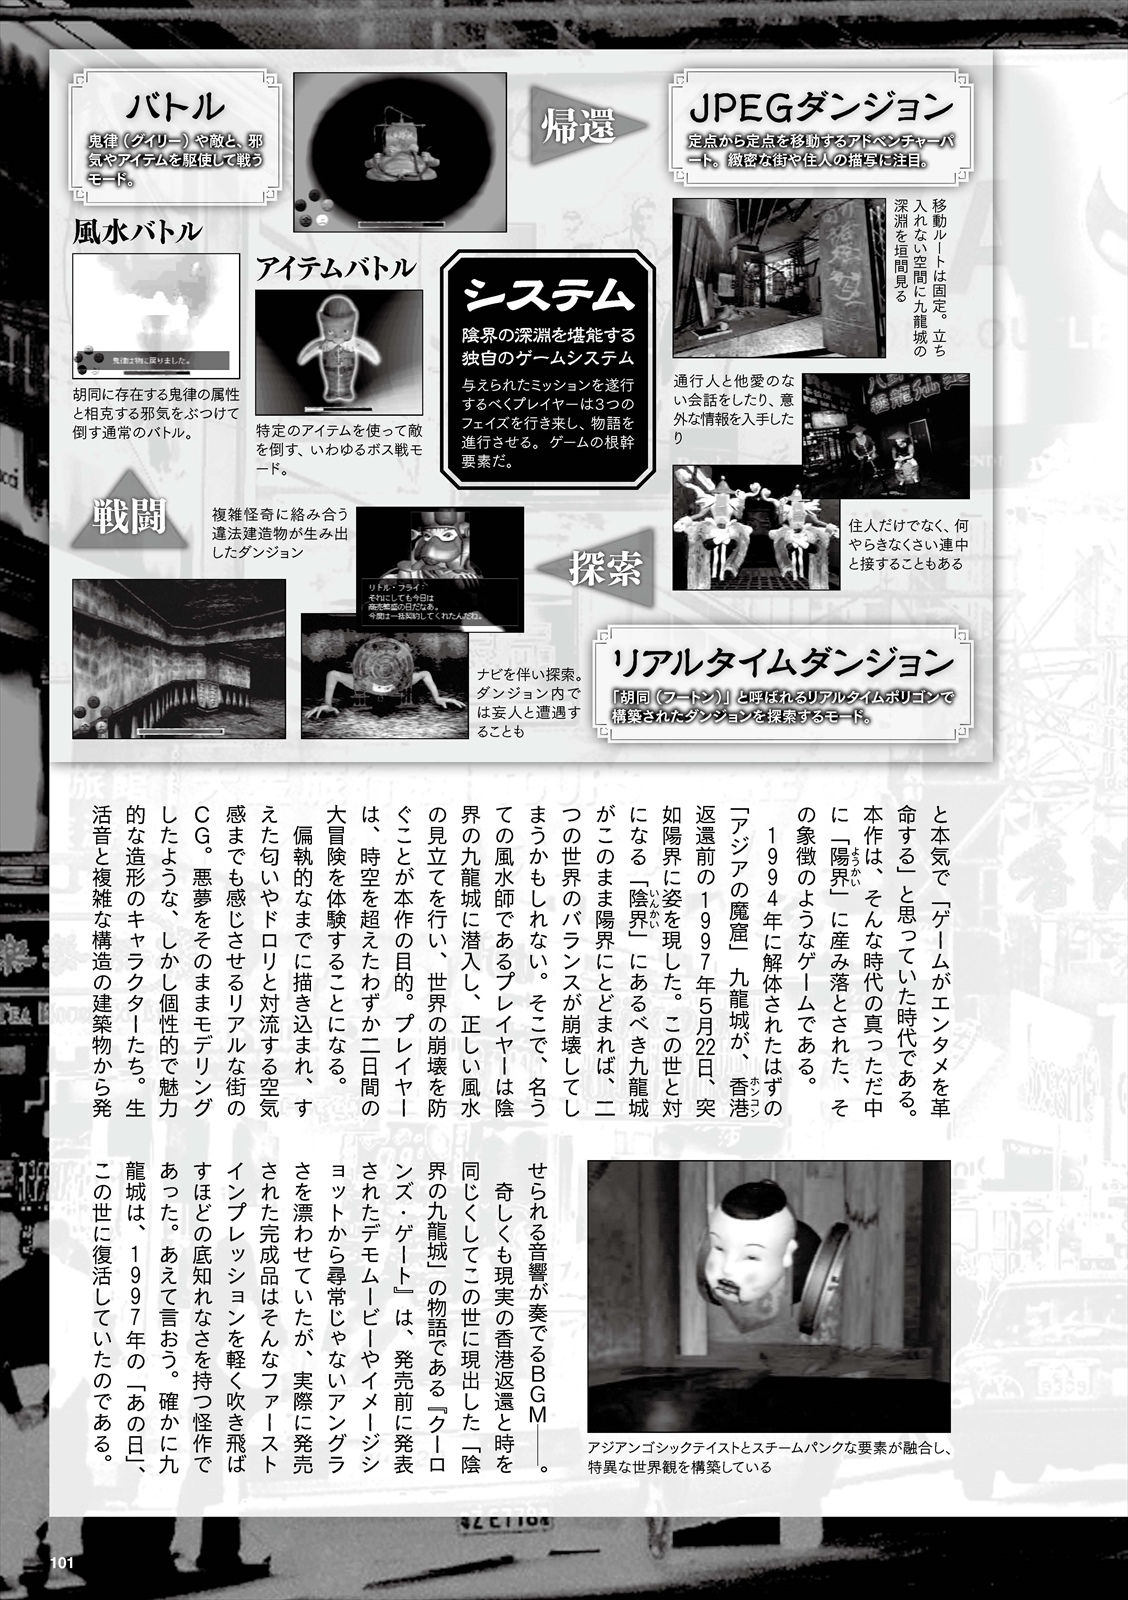 バトル
鬼律（グイリー）や敵と、邪
気やアイテムを駆使して戦う
モード。
帰還
JPEGダンジョン
定点から定点を移動するアドベンチャーパ
ート。緻密な街や住人の描写に注目。
移動ルートは固定。立ち
入れない空間に九龍城の
深淵を垣間見る
風水バトル
鬼律は物に戻りました。
胡同に存在する鬼律の属性
と相克する邪気をぶつけて
倒す通常のバトル。
アイテムバトル
特定のアイテムを使って敵
を倒す、いわゆるボス戦モ
ード。
システム
陰界の深淵を堪能する
独自のゲームシステム
与えられたミッションを遂行
するべくプレイヤーは3つの
フェイズを行き来し、物語を
進行させる。ゲームの根幹
要素だ。
通行人と他愛のな
い会話をしたり、意
外な情報を入手した
り
住人だけでなく、何
やらきなくさい連中
と接することもある
戦闘
複雑怪奇に絡み合う
違法建造物が生み出
したダンジョン
リトル・フライ：
それにしても今日は
商売繁盛の日だなあ。
今度は一括契約してくれたんだね。
探索
ナビを伴い探索。
ダンジョン内で
は妄人と遭遇す
ることも
リアルタイムダンジョン
「胡同（フートン）」と呼ばれるリアルタイムポリゴンで
構築されたダンジョンを探索するモード。
と本気で「ゲームがエンタメを革
命する」と思っていた時代である。
本作は、そんな時代の真っただ中
に「陽界ようかい」に産み落とされた、そ
の象徴のようなゲームである。
1994年に解体されたはずの
「アジアの魔窟」九龍城が、香港ホンコン
返還前の1997年5月22日、突
如陽界に姿を現した。この世と対
になる「陰界いんかい」にあるべき九龍城
がこのまま陽界にとどまれば、二
つの世界のバランスが崩壊してし
まうかもしれない。そこで、名う
ての風水師であるプレイヤーは陰
界の九龍城に潜入し、正しい風水
の見立てを行い、世界の崩壊を防
ぐことが本作の目的。プレイヤー
は、時空を超えたわずか二日間の
大冒険を体験することになる。
偏執的なまでに描き込まれ、す
えた匂いやドロリと対流する空気
感までも感じさせるリアルな街の
CG。悪夢をそのままモデリング
したような、しかし個性的で魅力
的な造形のキャラクターたち。生
活音と複雑な構造の建築物から発
せられる音響が奏でるBGM――。
奇しくも現実の香港返還と時を
同じくしてこの世に現出した「陰
界の九龍城」の物語である『クーロ
ンズ・ゲート』は、発売前に発表
されたデモムービーやイメージシ
ョットから尋常じゃないアングラ
さを漂わせていたが、実際に発売
された完成品はそんなファースト
インプレッションを軽く吹き飛ば
すほどの底知れなさを持つ怪作で
あった。あえて言おう。確かに九
龍城は、1997年の「あの日」、
この世に復活していたのである。
アジアンゴシックテイストとスチームパンクな要素が融合し、
特異な世界観を構築している
101